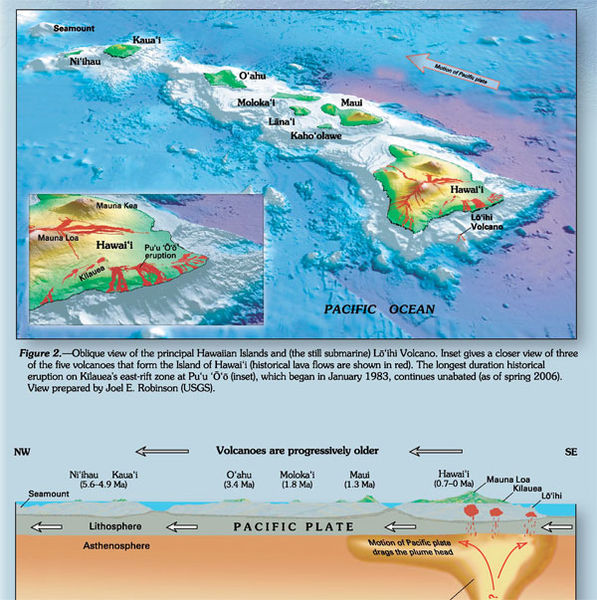 Seamount
Kaua'i
Ni'ihau
O'ahu
Motion of Pacific plate
Moloka'i
Maui
Lāna'i
Kaho'olawe
Hawai'i
Lō'ihi
Volcano
Mauna Kea
Mauna Loa
Hawai'i
Pu'u 'Ō'ō
eruption
Kīlauea
PACIFIC OCEAN
Figure 2.—Oblique view of the principal Hawaiian Islands and (the still submarine) Lō'ihi Volcano. Inset gives a closer view of three
of the five volcanoes that form the Island of Hawai'i (historical lava flows are shown in red). The longest duration historical
eruption on Kīlauea's east-rift zone at Pu'u 'Ō'ō (inset), which began in January 1983, continues unabated (as of spring 2006).
View prepared by Joel E. Robinson (USGS).
NW
Volcanoes are progressively older
SE
Ni'ihau Kaua'i
(5.6–4.9 Ma)
O'ahu
(3.4 Ma)
Moloka'i
(1.8 Ma)
Maui
(1.3 Ma)
Hawai'i
(0.7–0 Ma)
Mauna Loa
Kīlauea
Lō'ihi
Seamount
Lithosphere
PACIFIC PLATE
Asthenosphere
Motion of Pacific plate
drags the plume head
?